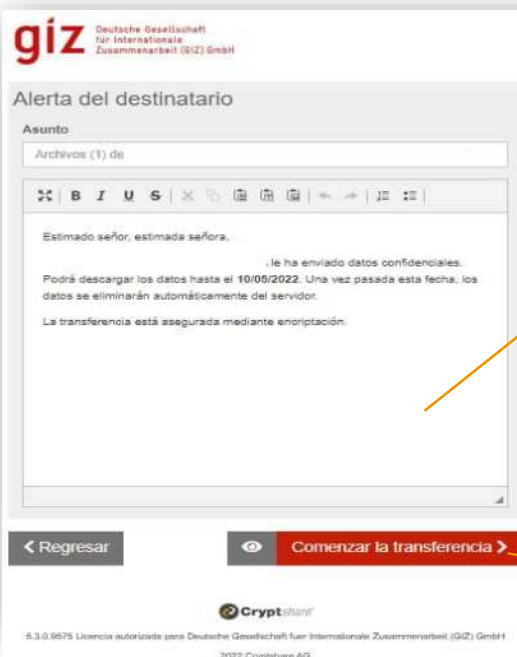 giz Deutsche Gesellschaft
für Internationale
Zusammenarbeit (GIZ) GmbH
Alerta del destinatario
Asunto
Archivos (1) de
B I U S
Estimado señor, estimada señora,
, le ha enviado datos confidenciales.
Podrá descargar los datos hasta el 10/05/2022. Una vez pasada esta fecha, los
datos se eliminarán automáticamente del servidor.
La transferencia está asegurada mediante encriptación.
Regresar
Comenzar la transferencia
Cryptshare
5.3.0.9575 Licencia autorizada para Deutsche Gesellschaft fuer Internationale Zusammenarbeit (GIZ) GmbH
2022 Cryptshare AG